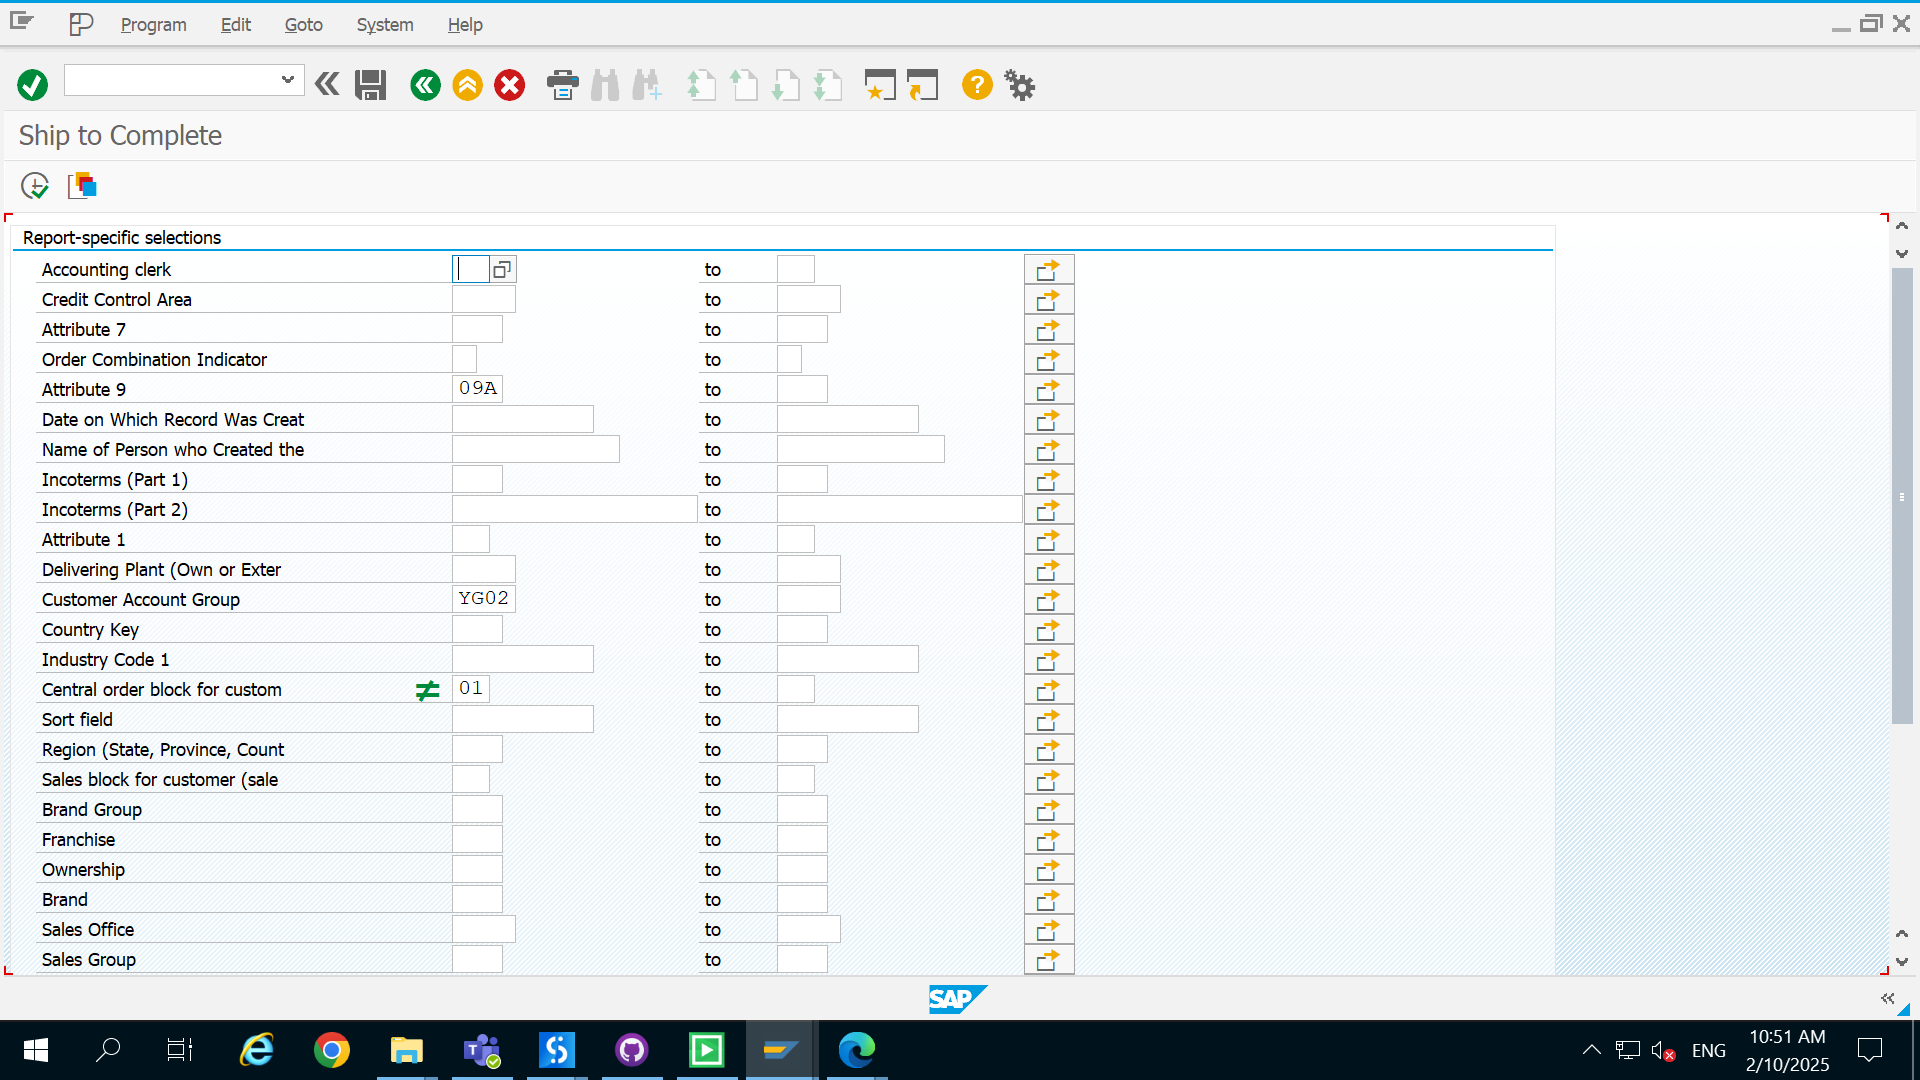 Program Edit Goto System Help
Ship to Complete
Report-specific selections
Accounting clerk to
Credit Control Area to
Attribute 7 to
Order Combination Indicator to
Attribute 9 09A to
Date on Which Record Was Creat to
Name of Person who Created the to
Incoterms (Part 1) to
Incoterms (Part 2) to
Attribute 1 to
Delivering Plant (Own or Exter to
Customer Account Group YG02 to
Country Key to
Industry Code 1 to
Central order block for custom 01 to
Sort field to
Region (State, Province, Count to
Sales block for customer (sale to
Brand Group to
Franchise to
Ownership to
Brand to
Sales Office to
Sales Group to
SAP
ENG
10:51 AM
2/10/2025